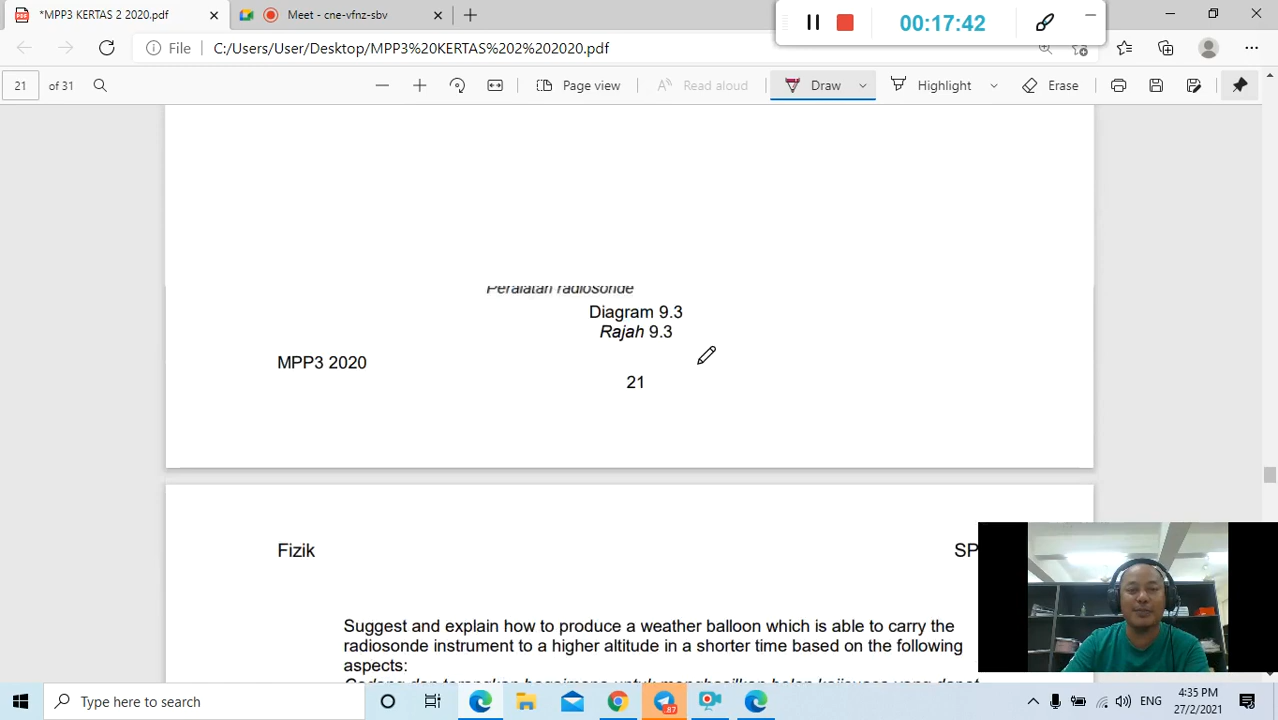 *MPP3 KERTAS 2 2020.pdf
Meet - cne-vfnz-sbv
00:17:42
File
C:/Users/User/Desktop/MPP3%20KERTAS%202%202020.pdf
21
of 31
Page view
Read aloud
Draw
Highlight
Erase
Peralatan radiosonde
Diagram 9.3
Rajah 9.3
MPP3 2020
21
Fizik
SP
Suggest and explain how to produce a weather balloon which is able to carry the
radiosonde instrument to a higher altitude in a shorter time based on the following
aspects:
Type here to search
87
ENG
4:35 PM
27/2/2021